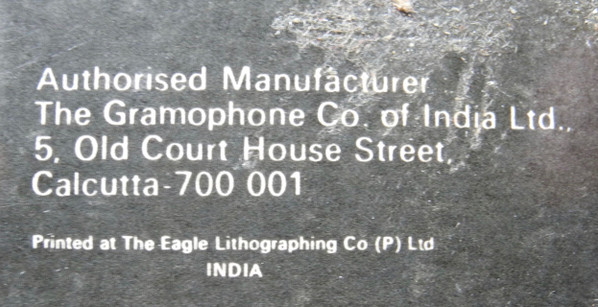 Authorised Manufacturer
The Gramophone Co. of India Ltd.,
5, Old Court House Street,
Calcutta-700 001
Printed at The Eagle Lithographing Co (P) Ltd
INDIA